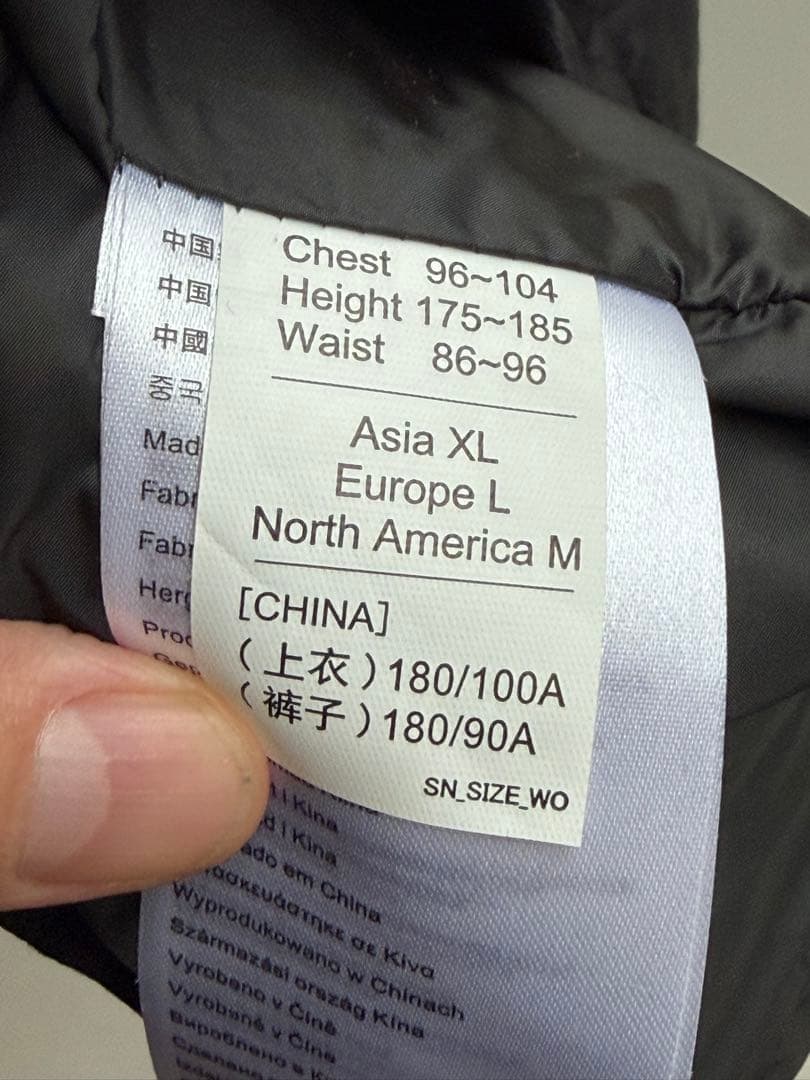 Chest 96~104
Height 175~185
Waist 86~96
Asia XL
Europe L
North America M
[CHINA]
(上衣)180/100A
(裤子)180/90A
SN_SIZE_WO
中国
中国
中國
중국
Mad
Fabr
Fabr
Her
Proc
i Kina
d i Kina
ado em China
Wyprodukowano w Chinach
Származási ország Kína
Vyrobeno v Číně
Vyrobené v Číne